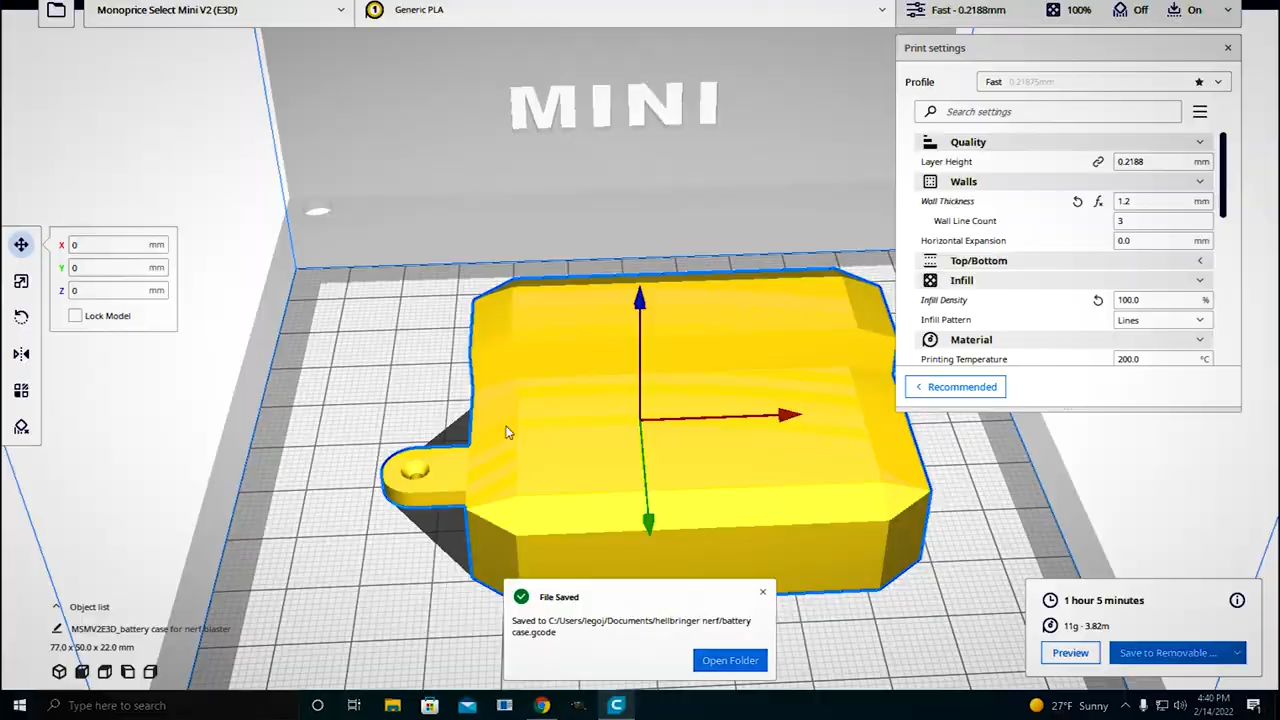 Monoprice Select Mini V2 (E3D)
1
Generic PLA
Fast - 0.2188mm
100%
Off
On
MINI
Print settings
Profile
Fast 0.21875mm
Search settings
Quality
Layer Height
0.2188 mm
Walls
Wall Thickness
1.2 mm
Wall Line Count
3
Horizontal Expansion
0.0 mm
Top/Bottom
Infill
Infill Density
100.0 %
Infill Pattern
Lines
Material
Printing Temperature
200.0 °C
Recommended
X 0 mm
Y 0 mm
Z 0 mm
Lock Model
File Saved
Saved to C:/Users/legoj/Documents/hellbringer nerf/battery
case.gcode
Open Folder
Object list
MSMV2E3D_battery case for nerf blaster
77.0 x 50.0 x 22.0 mm
1 hour 5 minutes
11g · 3.82m
Preview
Save to Removable ...
Type here to search
27°F Sunny
4:40 PM
2/14/2022